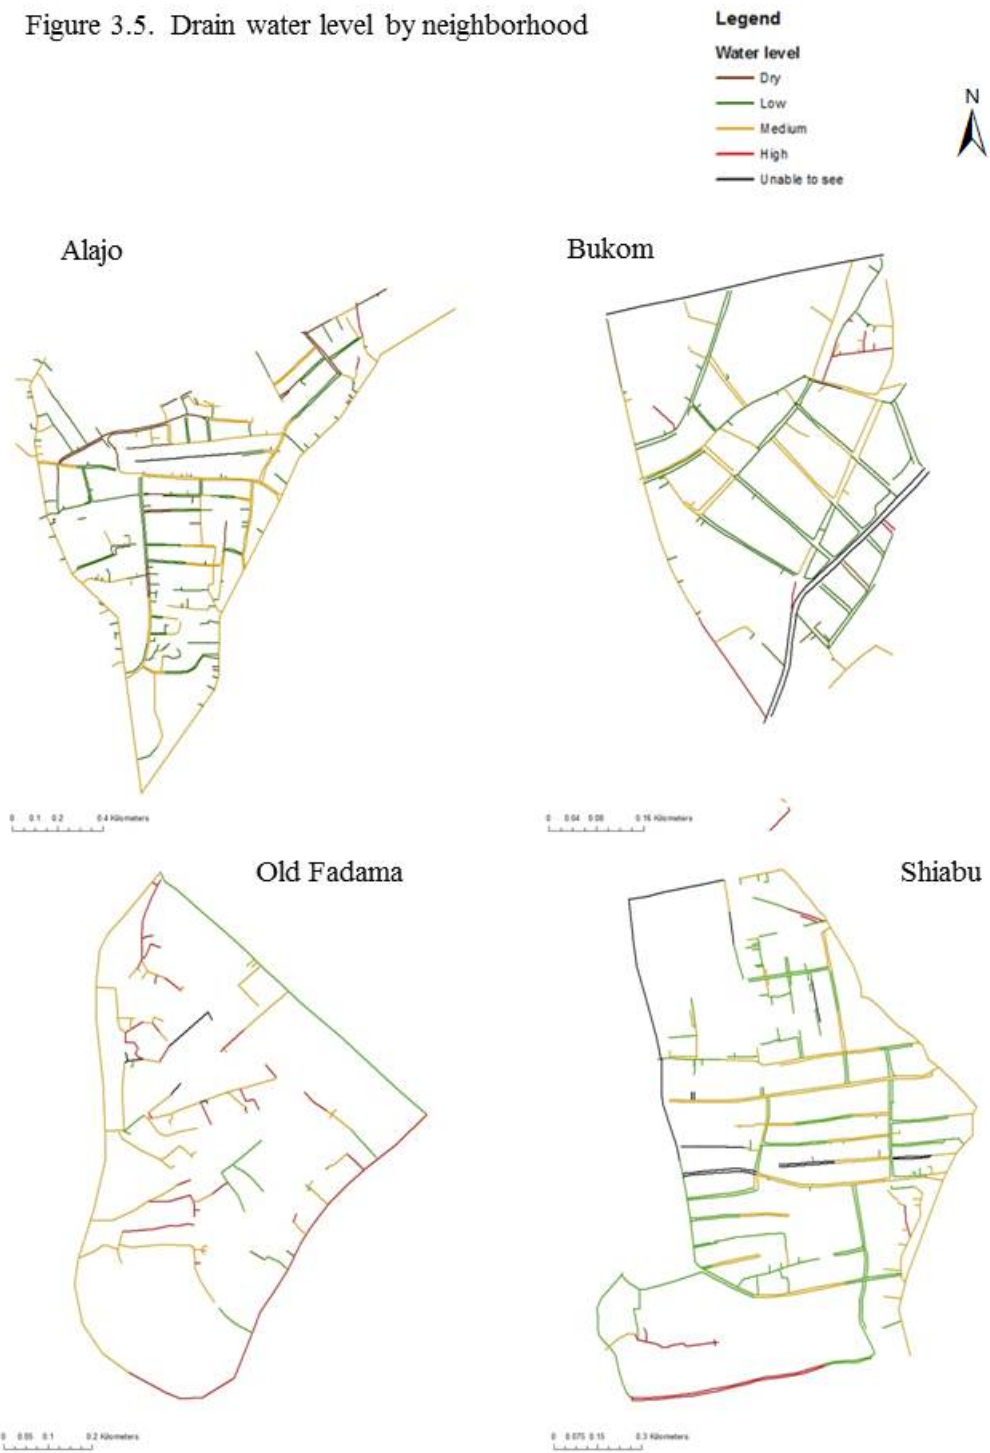 Figure 3.5. Drain water level by neighborhood
Legend
Water level
Dry
Low
Medium
High
Unable to see
N
Alajo
Bukom
0 0.1 0.2 0.4 Kilometers
0 0.04 0.08 0.16 Kilometers
Old Fadama
Shiabu
0 0.05 0.1 0.2 Kilometers
0 0.075 0.15 0.3 Kilometers